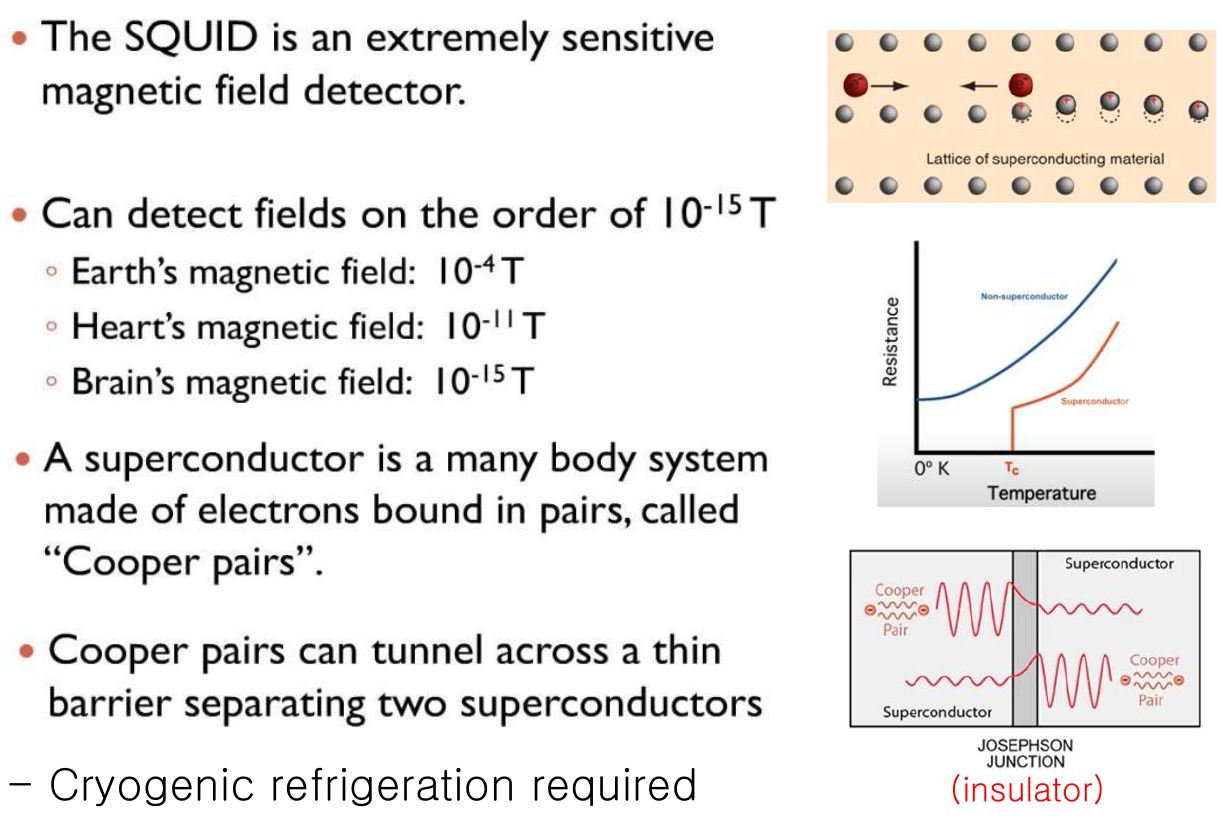 • The SQUID is an extremely sensitive
magnetic field detector.
• Can detect fields on the order of 10⁻¹⁵ T
◦ Earth’s magnetic field: 10⁻⁴ T
◦ Heart’s magnetic field: 10⁻¹¹ T
◦ Brain’s magnetic field: 10⁻¹⁵ T
• A superconductor is a many body system
made of electrons bound in pairs, called
“Cooper pairs”.
• Cooper pairs can tunnel across a thin
barrier separating two superconductors
– Cryogenic refrigeration required
Lattice of superconducting material
Resistance
Non-superconductor
Superconductor
0° K
Tc
Temperature
Superconductor
Cooper
Pair
Cooper
Pair
Superconductor
JOSEPHSON
JUNCTION
(insulator)